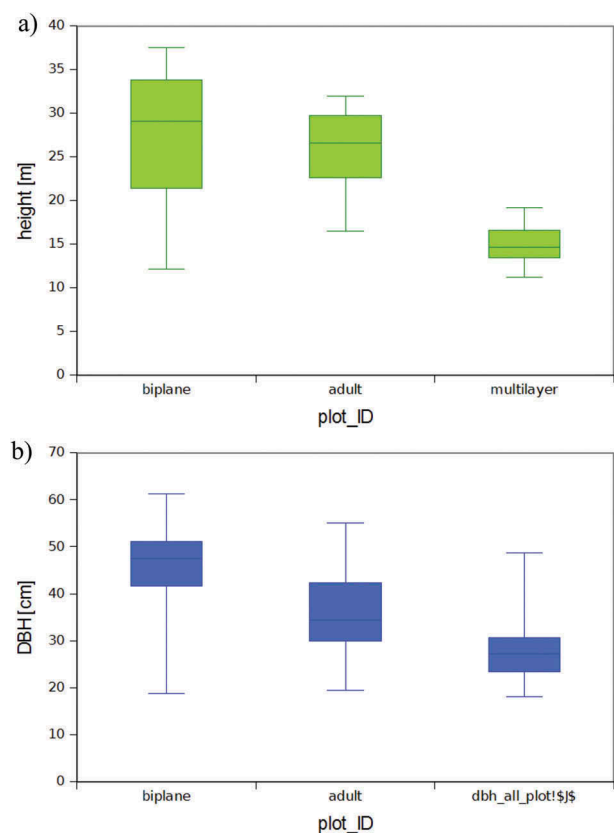 a)
40
35
30
25
20
15
10
5
0
height [m]
biplane adult multilayer
plot_ID
b)
70
60
50
40
30
20
10
0
DBH [cm]
biplane adult dbh_all_plot!$J$
plot_ID